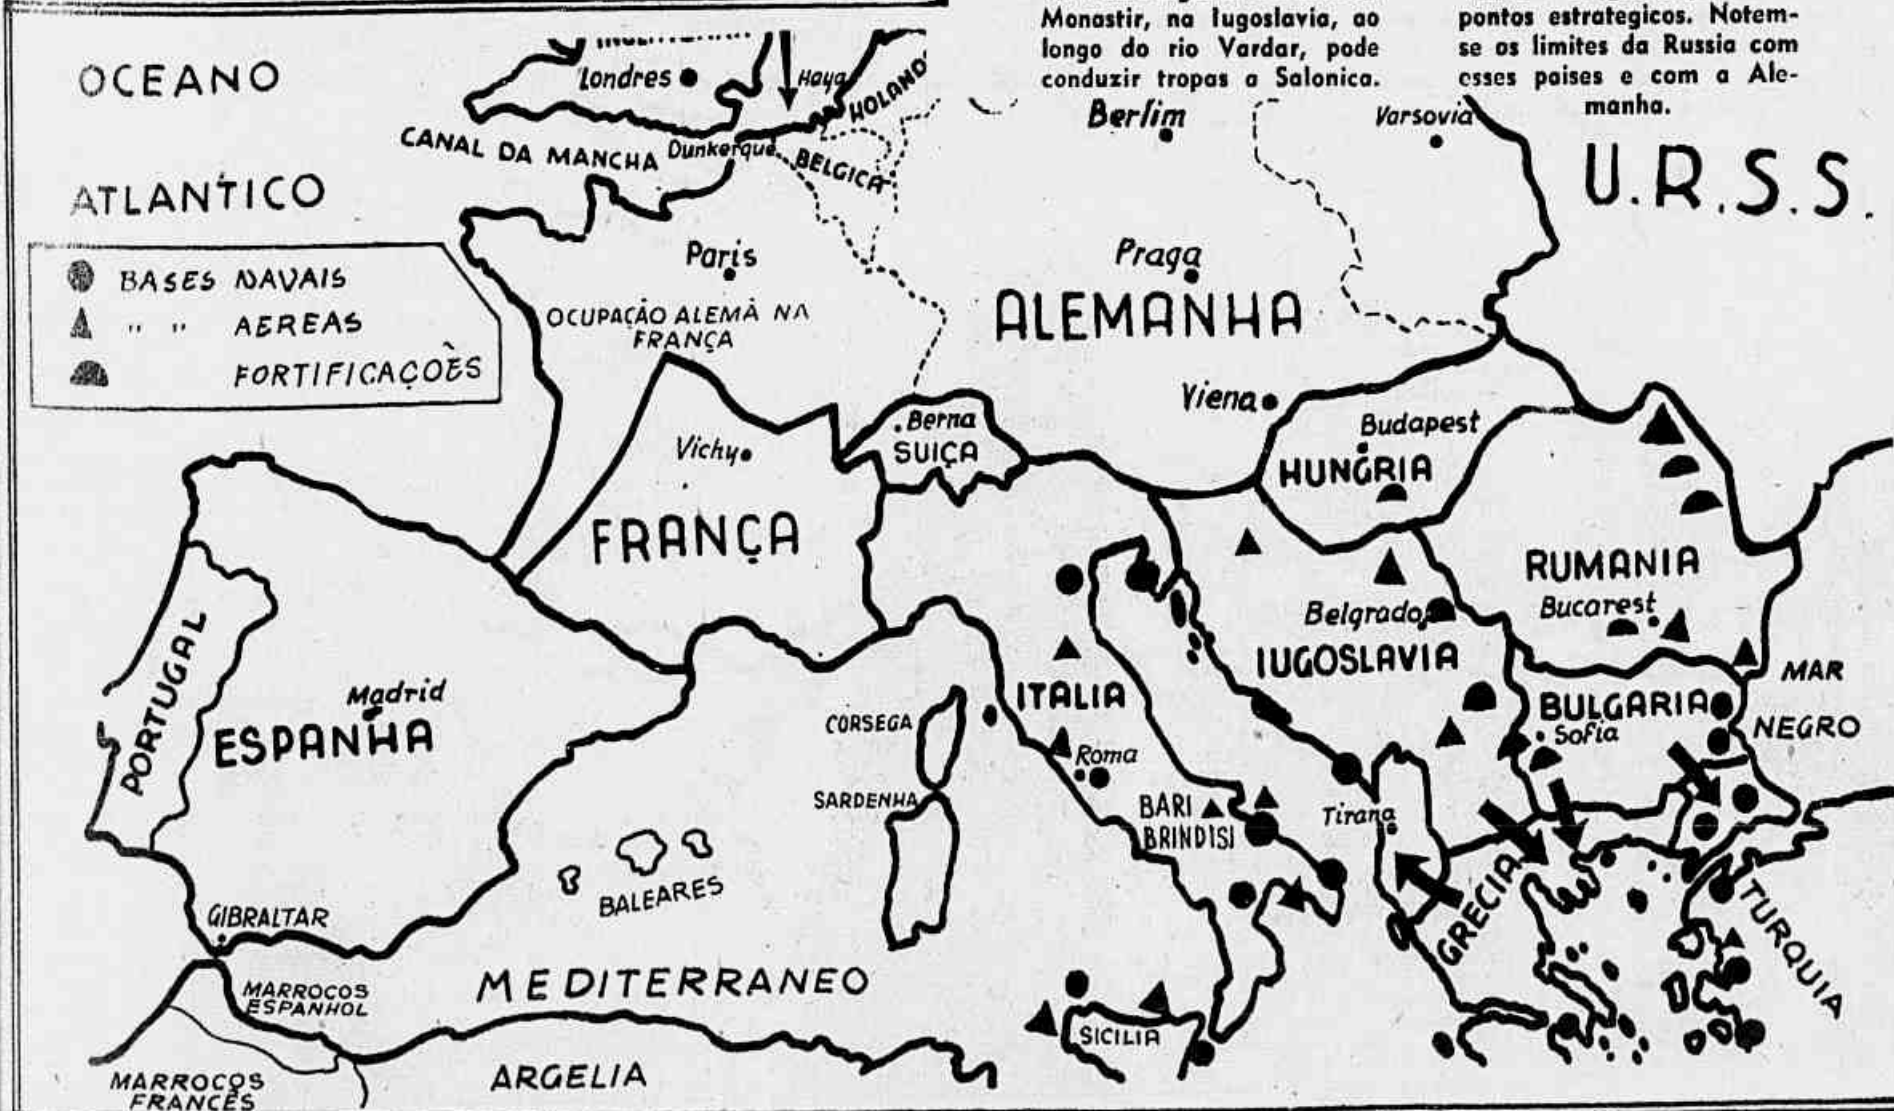 Monastir, na Iugoslavia, ao
longo do rio Vardar, pode
conduzir tropas a Salonica.
pontos estrategicos. Notem-
se os limites da Russia com
esses paises e com a Ale-
manha.
OCEANO
ATLANTICO
Londres
Haya
HOLAND
CANAL DA MANCHA
Dunkerque
BELGICA
Berlim
Varsovia
U.R.S.S.
BASES NAVAIS
" " AEREAS
FORTIFICAÇOÈS
Paris
OCUPAÇÃO ALEMÃ NA
FRANÇA
Praga
ALEMANHA
Viena
Berna
SUIÇA
Budapest
HUNGRIA
Vichy
FRANÇA
RUMANIA
Bucarest
Belgrado
IUGOSLAVIA
PORTUGAL
Madrid
ESPANHA
CORSEGA
ITALIA
Roma
BULGARIA
Sofia
MAR
NEGRO
SARDENHA
BARI
BRINDISI
Tirana
BALEARES
GRECIA
TURQUIA
GIBRALTAR
MARROCOS
ESPANHOL
MEDITERRANEO
SICILIA
MARROCOS
FRANCÊS
ARGELIA